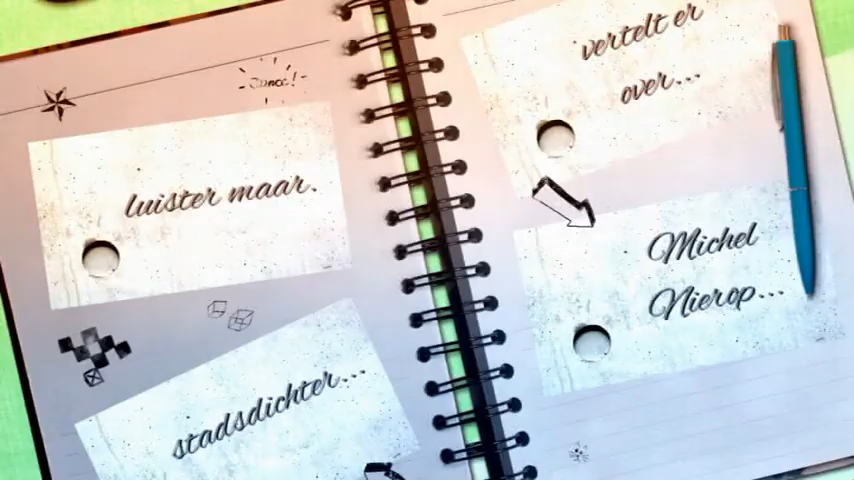 luister maar.
stadsdichter...
vertelt er
over...
Michel
Nierop...